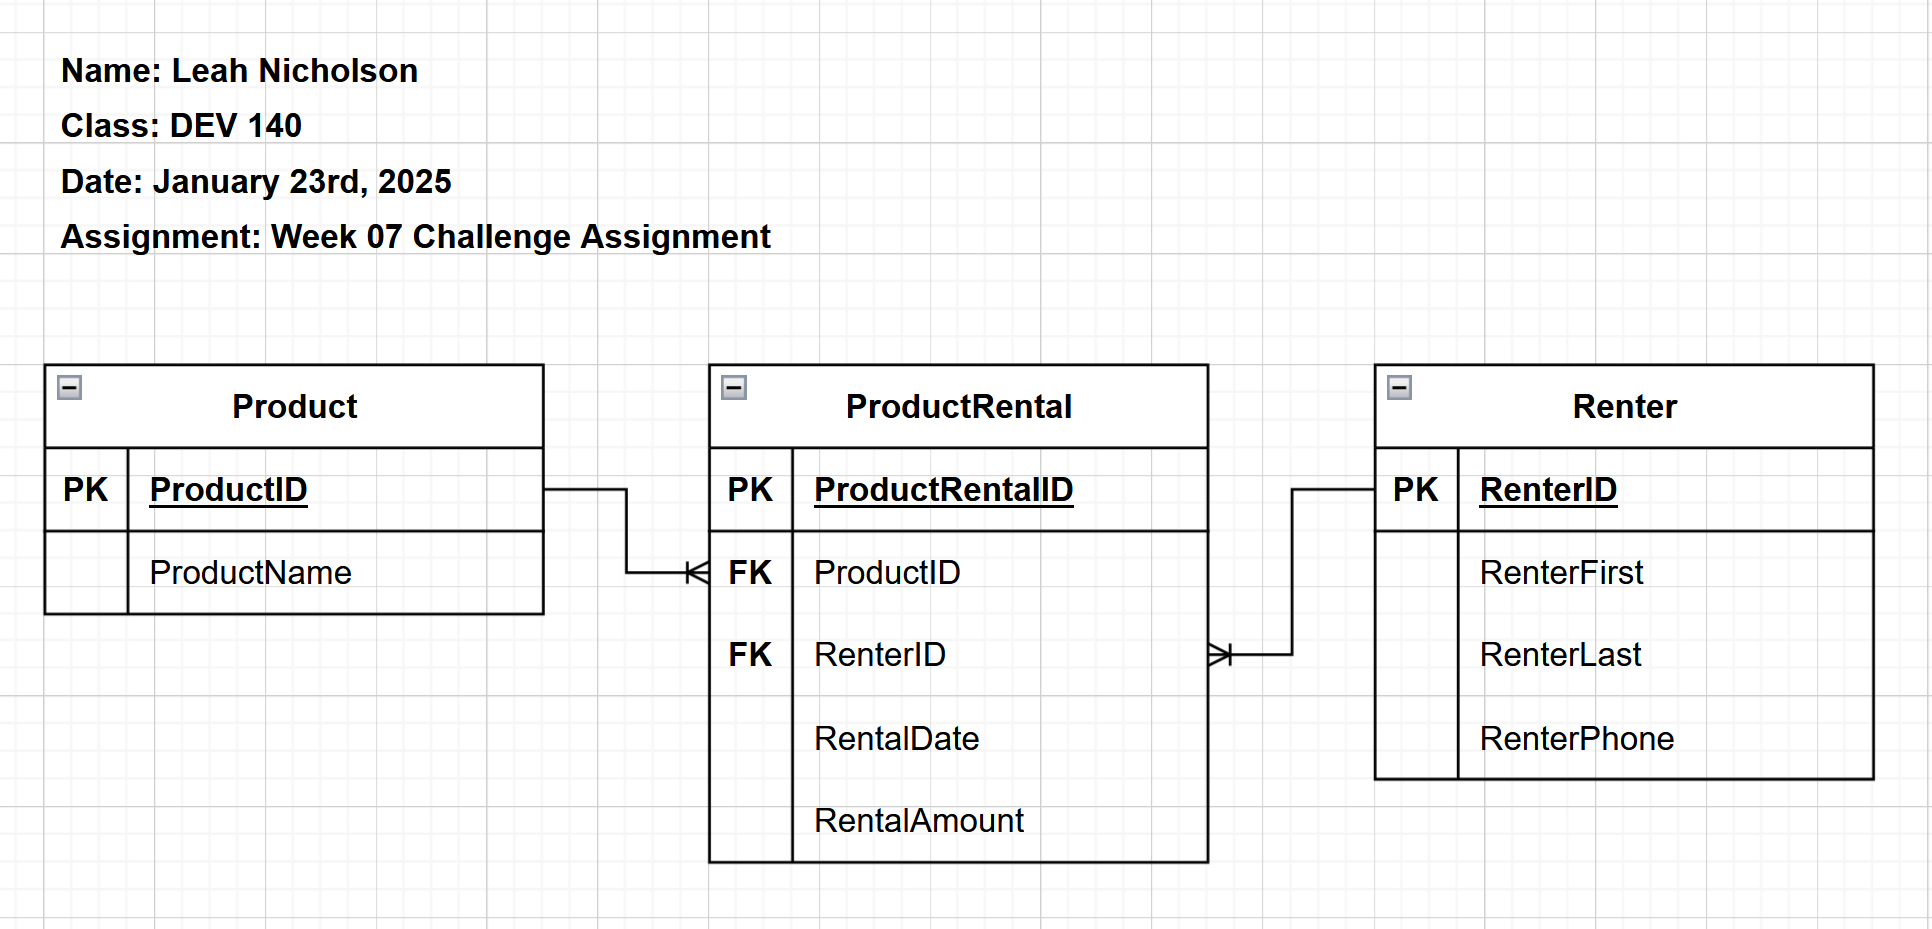 Name: Leah Nicholson
Class: DEV 140
Date: January 23rd, 2025
Assignment: Week 07 Challenge Assignment
Product
PK ProductID
ProductName
ProductRental
PK ProductRentalID
FK ProductID
FK RenterID
RentalDate
RentalAmount
Renter
PK RenterID
RenterFirst
RenterLast
RenterPhone